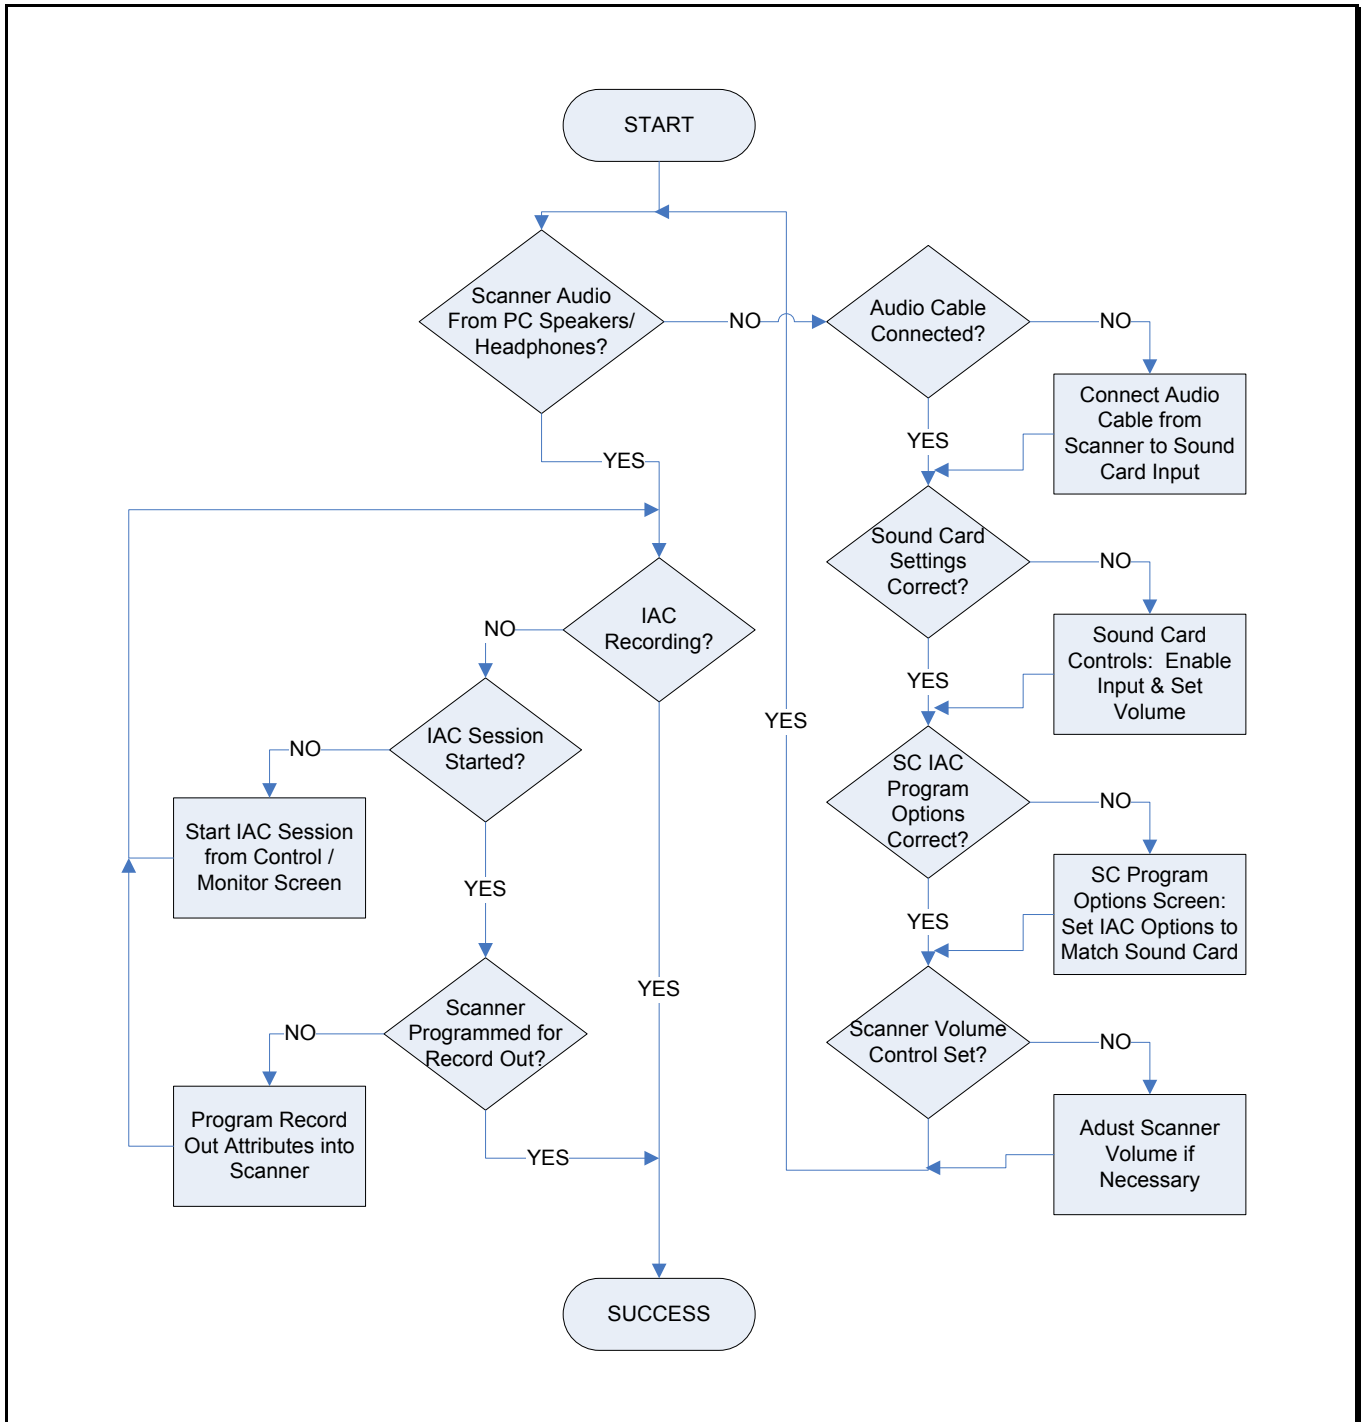 START
Scanner Audio
From PC Speakers/
Headphones?
NO
Audio Cable
Connected?
NO
Connect Audio
Cable from
Scanner to Sound
Card Input
YES
YES
Sound Card
Settings
Correct?
NO
Sound Card
Controls:  Enable
Input & Set
Volume
YES
IAC
Recording?
NO
YES
IAC Session
Started?
NO
Start IAC Session
from Control /
Monitor Screen
SC IAC
Program
Options
Correct?
NO
SC Program
Options Screen:
Set IAC Options to
Match Sound Card
YES
YES
YES
Scanner
Programmed for
Record Out?
NO
Program Record
Out Attributes into
Scanner
YES
Scanner Volume
Control Set?
NO
Adust Scanner
Volume if
Necessary
SUCCESS